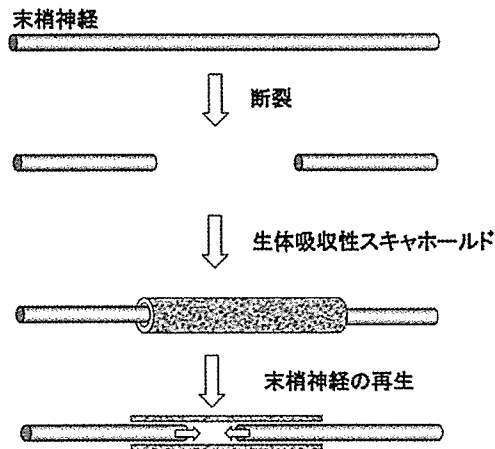 末梢神経
断裂
生体吸収性スキャホールド
末梢神経の再生